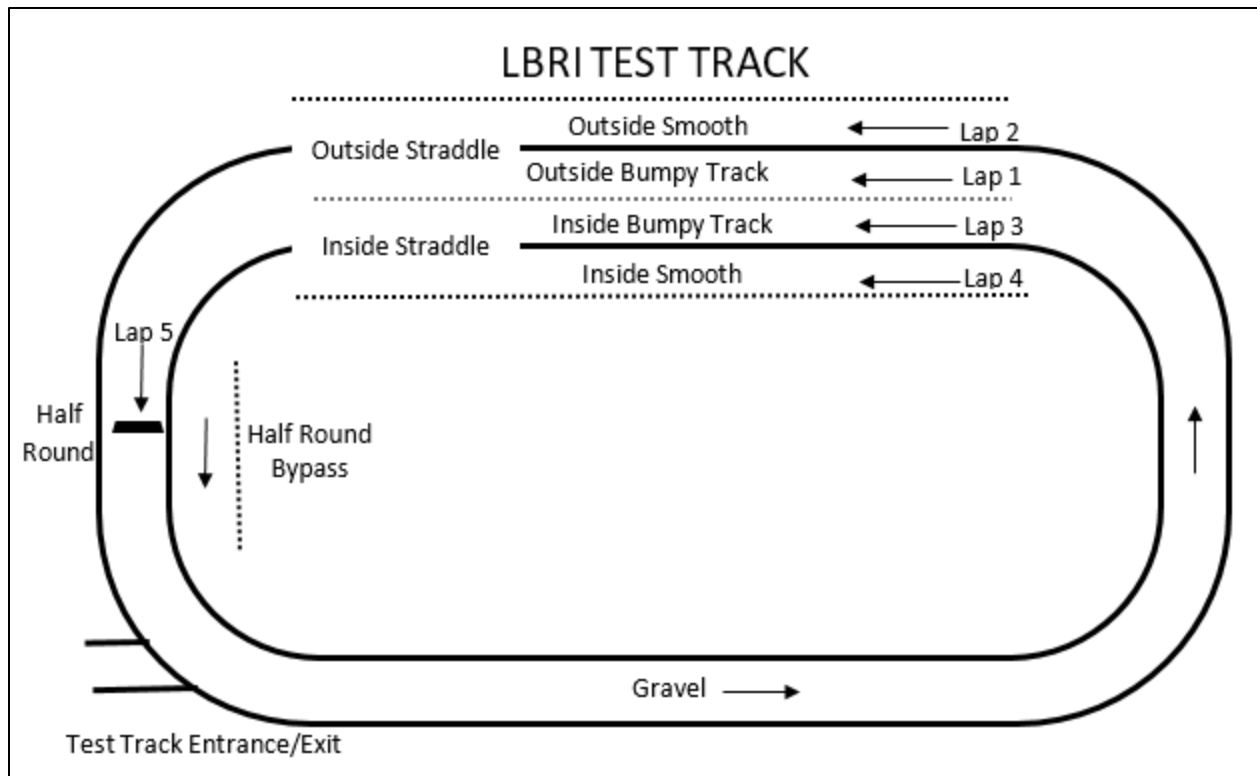 LBRI TEST TRACK
Outside Smooth
Lap 2
Outside Straddle
Outside Bumpy Track
Lap 1
Inside Bumpy Track
Lap 3
Inside Straddle
Inside Smooth
Lap 4
Lap 5
Half
Round
Half Round
Bypass
Gravel
Test Track Entrance/Exit